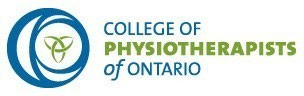 COLLEGE OF
PHYSIOTHERAPISTS
of ONTARIO